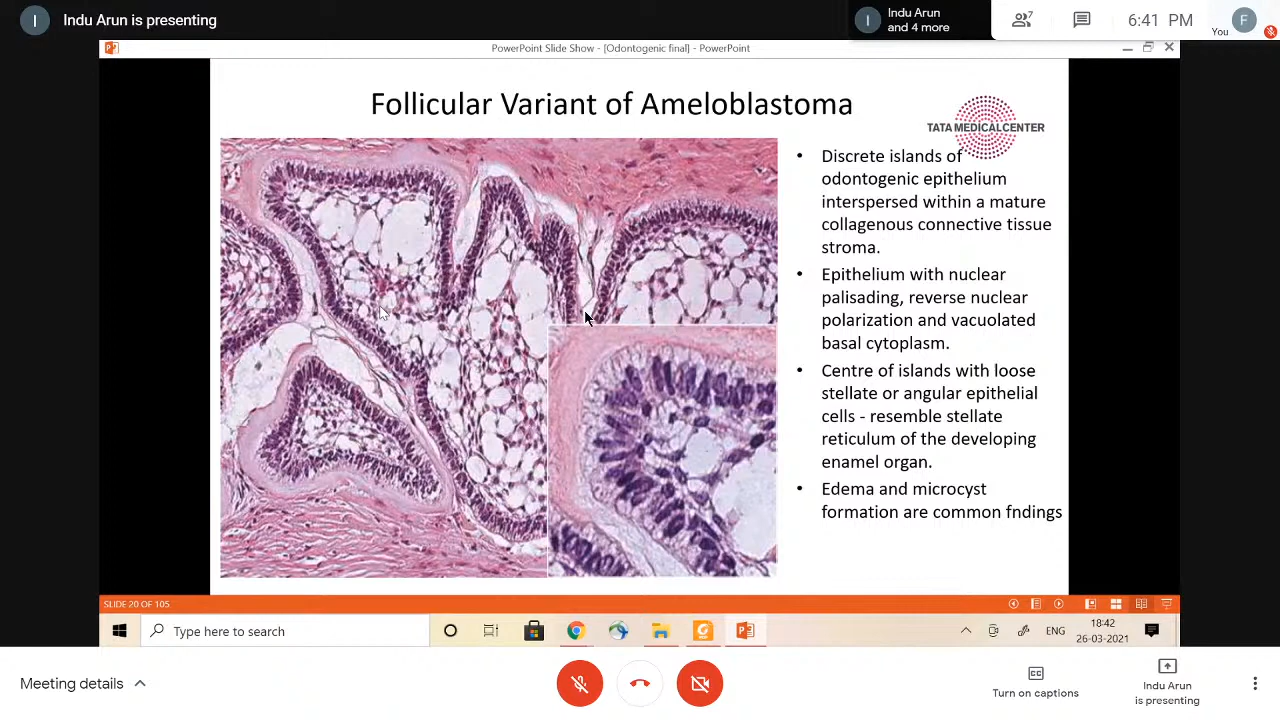 I Indu Arun is presenting
I Indu Arun and 4 more
7
6:41 PM
You
F
PowerPoint Slide Show - [Odontogenic final] - PowerPoint
Follicular Variant of Ameloblastoma
TATA MEDICAL CENTER
• Discrete islands of
odontogenic epithelium
interspersed within a mature
collagenous connective tissue
stroma.
• Epithelium with nuclear
palisading, reverse nuclear
polarization and vacuolated
basal cytoplasm.
• Centre of islands with loose
stellate or angular epithelial
cells - resemble stellate
reticulum of the developing
enamel organ.
• Edema and microcyst
formation are common fndings
SLIDE 20 OF 105
Type here to search
ENG
18:42
26-03-2021
Meeting details
CC
Turn on captions
Indu Arun
is presenting